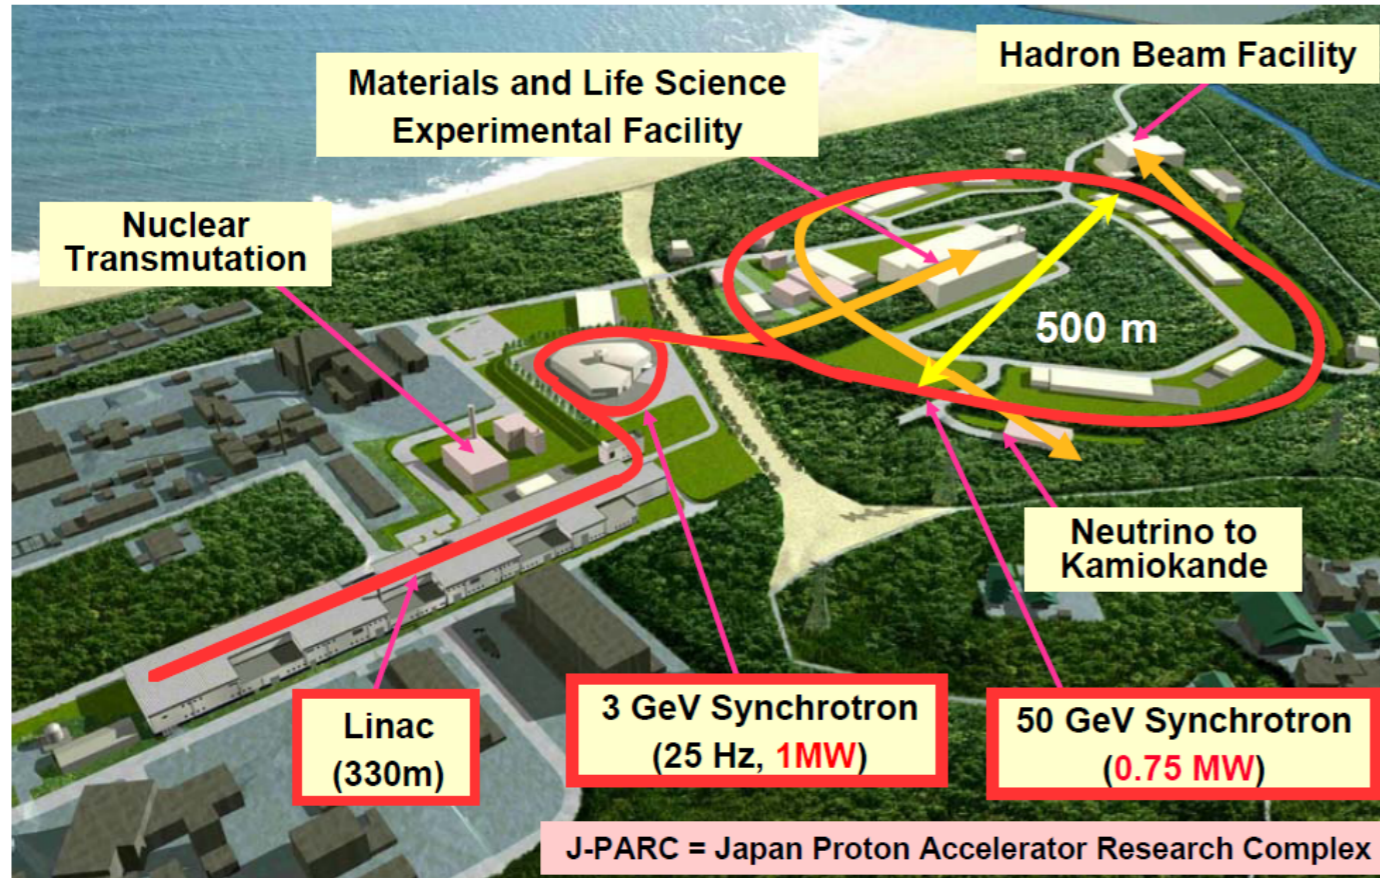 Hadron Beam Facility
Materials and Life Science
Experimental Facility
Nuclear
Transmutation
500 m
Neutrino to
Kamiokande
Linac
(330m)
3 GeV Synchrotron
(25 Hz, 1MW)
50 GeV Synchrotron
(0.75 MW)
J-PARC = Japan Proton Accelerator Research Complex